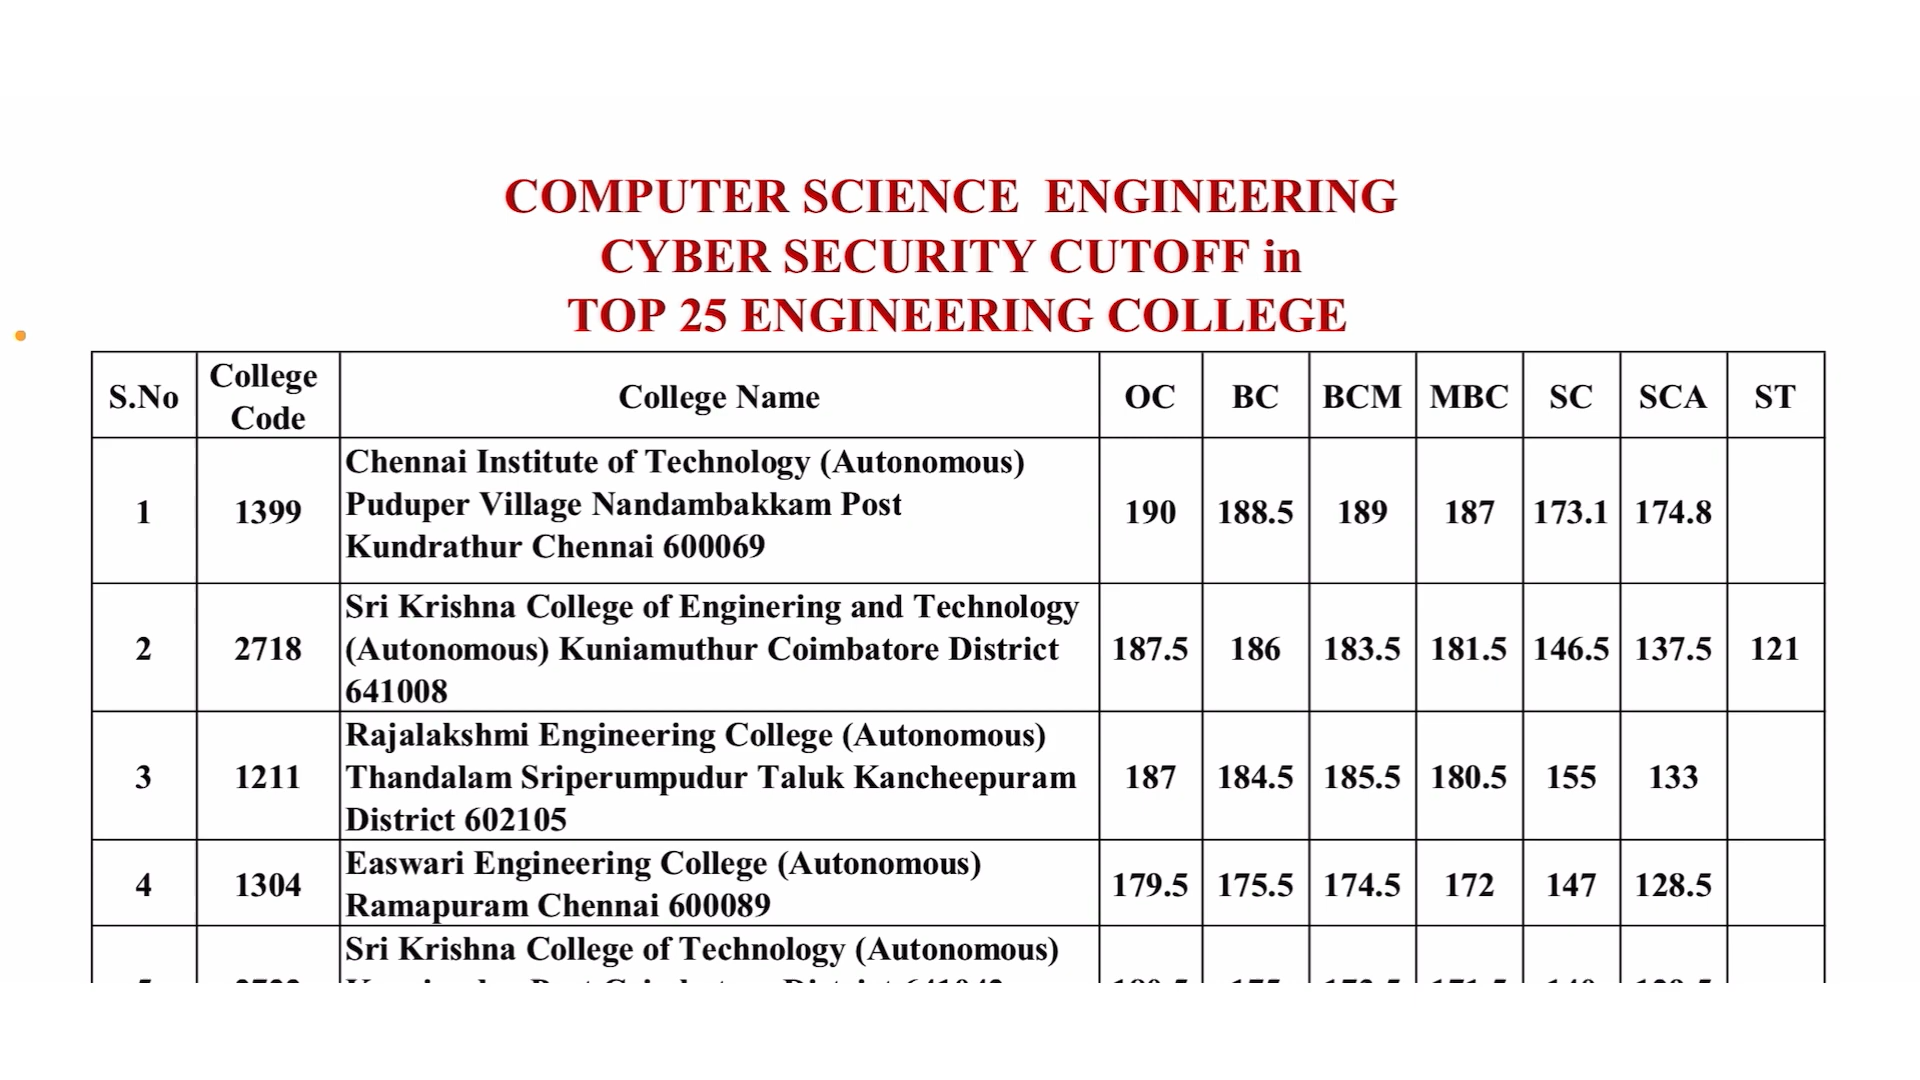 COMPUTER SCIENCE ENGINEERING
CYBER SECURITY CUTOFF in
TOP 25 ENGINEERING COLLEGE
S.No College Code College Name OC BC BCM MBC SC SCA ST
1 1399 Chennai Institute of Technology (Autonomous) 190 188.5 189 187 173.1 174.8
Puduper Village Nandambakkam Post
Kundrathur Chennai 600069
2 2718 Sri Krishna College of Enginering and Technology 187.5 186 183.5 181.5 146.5 137.5 121
(Autonomous) Kuniamuthur Coimbatore District
641008
3 1211 Rajalakshmi Engineering College (Autonomous) 187 184.5 185.5 180.5 155 133
Thandalam Sriperumpudur Taluk Kancheepuram
District 602105
4 1304 Easwari Engineering College (Autonomous) 179.5 175.5 174.5 172 147 128.5
Ramapuram Chennai 600089
Sri Krishna College of Technology (Autonomous)